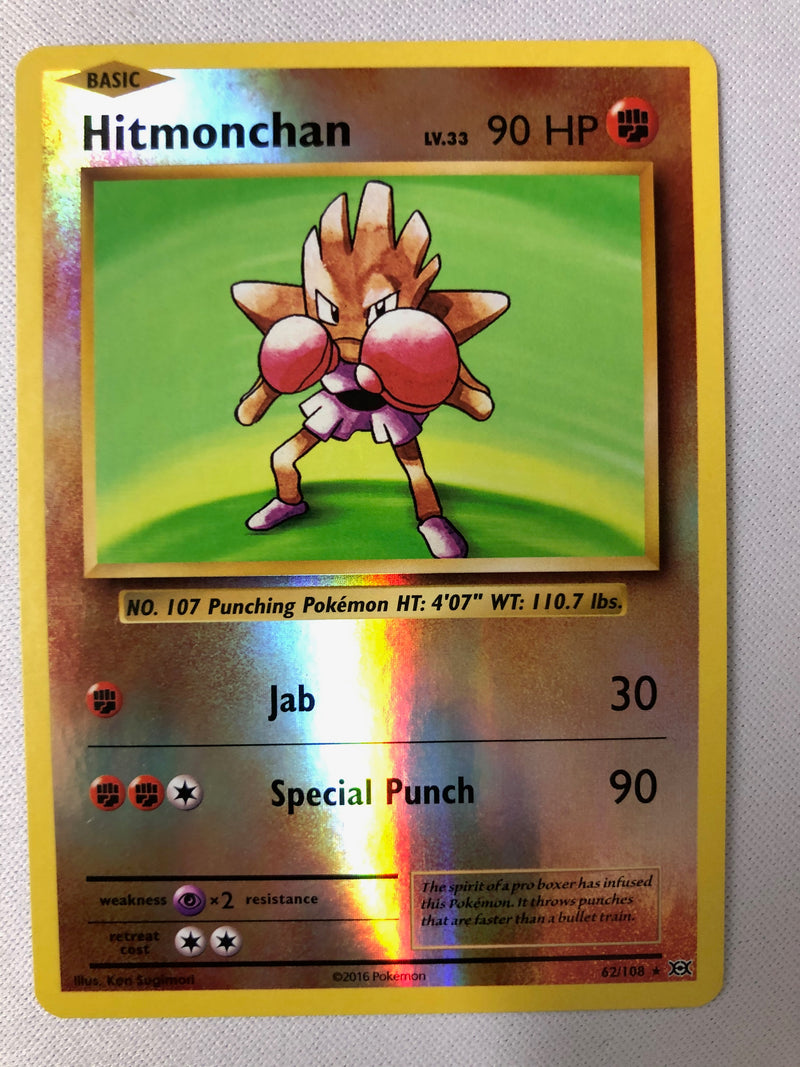 BASIC
Hitmonchan LV.33 90 HP
NO. 107 Punching Pokémon HT: 4'07" WT: 110.7 lbs.
Jab 30
Special Punch 90
weakness ×2 resistance
retreat
cost
The spirit of a pro boxer has infused
this Pokémon. It throws punches
that are faster than a bullet train.
Illus. Ken Sugimori ©2016 Pokémon 62/108 ★